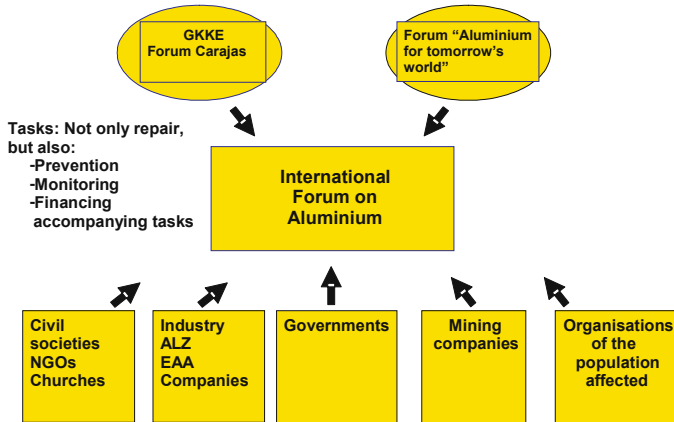 GKKE
Forum Carajas
Forum “Aluminium
for tomorrow’s
world”
Tasks: Not only repair,
but also:
-Prevention
-Monitoring
-Financing
accompanying tasks
International
Forum on
Aluminium
Civil
societies
NGOs
Churches
Industry
ALZ
EAA
Companies
Governments
Mining
companies
Organisations
of the
population
affected